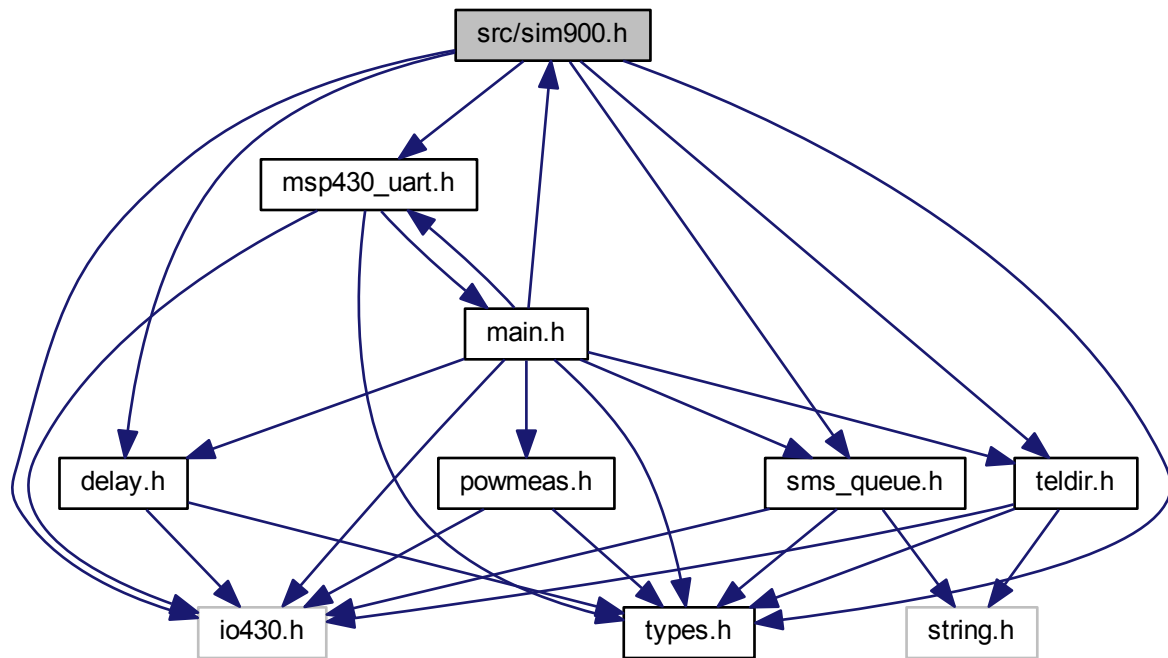 src/sim900.h
msp430_uart.h
main.h
delay.h
powmeas.h
sms_queue.h
teldir.h
io430.h
types.h
string.h